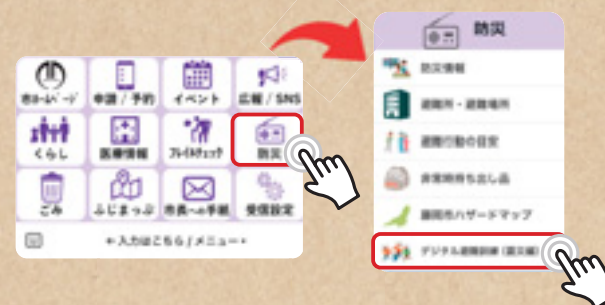 市ホームページ
申請 / 予約
イベント
広報 / SNS
くらし
医療情報
フレイルチェック
防災
ごみ
ふじまっぷ
市長への手紙
受信設定
←入力はこちら / メニュー・
防災
防災情報
避難所・避難場所
避難行動の目安
非常時持ち出し品
藤岡市ハザードマップ
デジタル避難訓練（震災編）